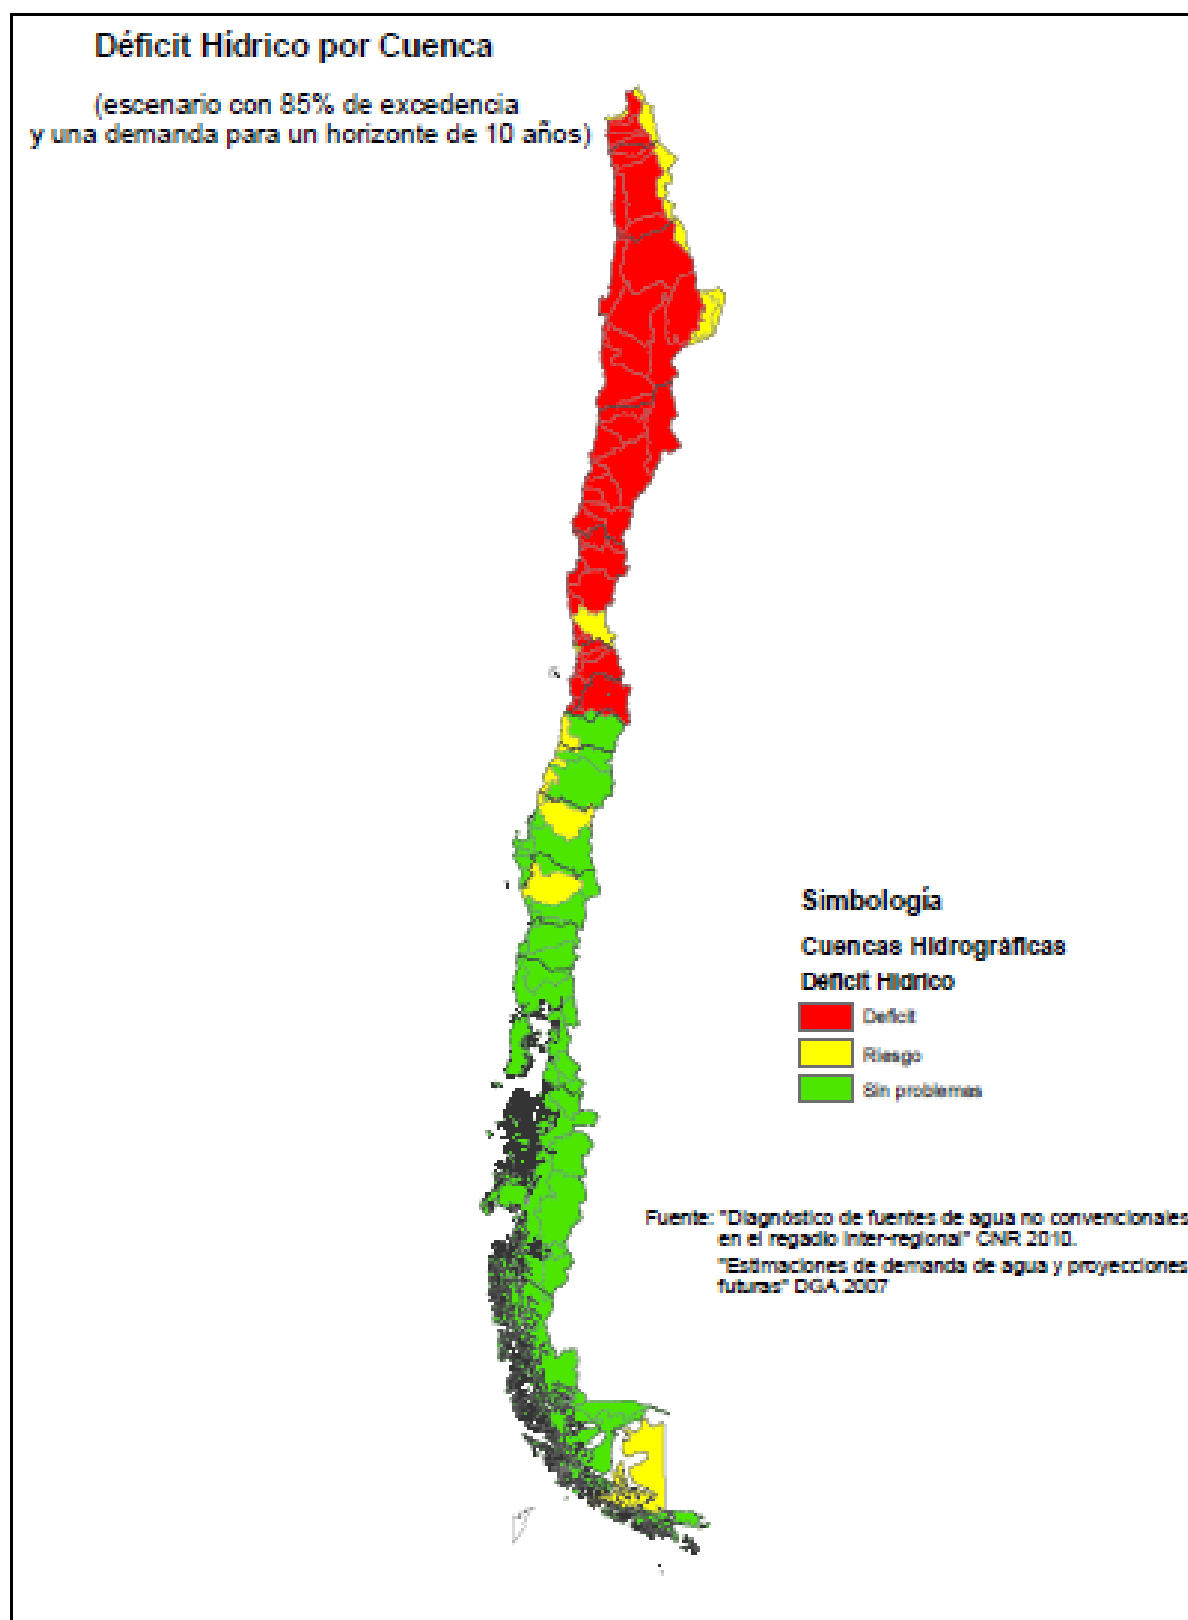 Déficit Hídrico por Cuenca
(escenario con 85% de excedencia
y una demanda para un horizonte de 10 años)
Simbología
Cuencas Hidrográficas
Déficit Hídrico
Deficit
Riesgo
Sin problemas
Fuente: "Diagnóstico de fuentes de agua no convencionales
en el regadio inter-regional" CNR 2010.
"Estimaciones de demanda de agua y proyecciones
futuras" DGA 2007